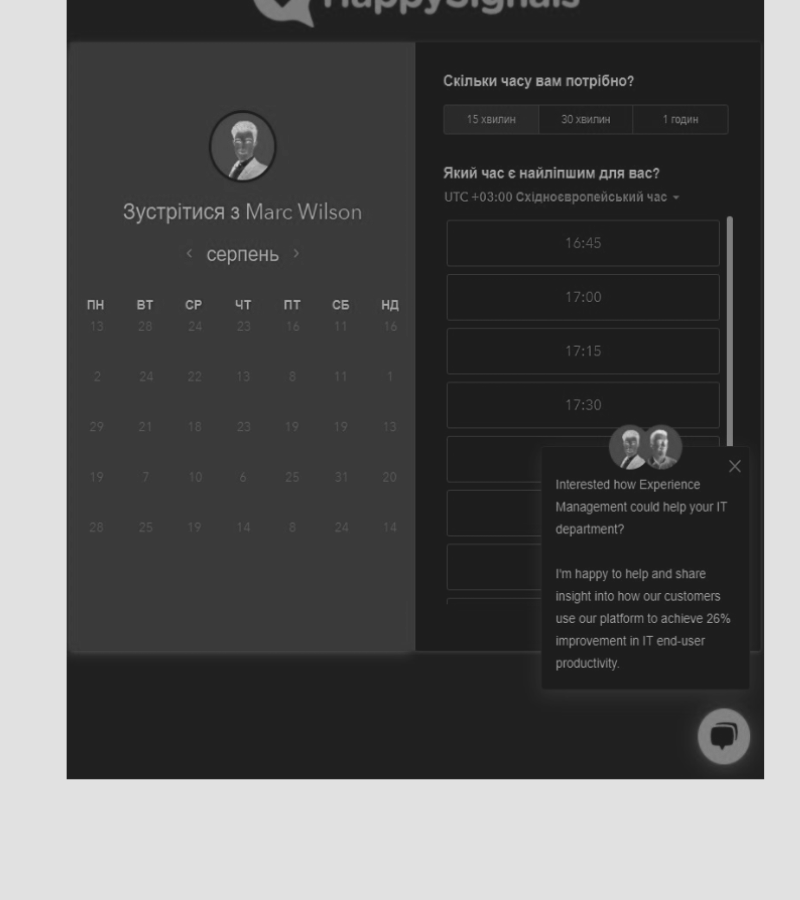 HappySignals
Зустрітися з Marc Wilson
серпень
ПН ВТ СР ЧТ ПТ СБ НД
13 28 24 23 16 11 16
2 24 22 13 8 11 1
29 21 18 23 19 19 13
19 7 10 6 25 31 20
28 25 19 14 8 24 14
Скільки часу вам потрібно?
15 хвилин 30 хвилин 1 годин
Який час є найліпшим для вас?
UTC +03:00 Східноєвропейський час
16:45
17:00
17:15
17:30
Interested how Experience
Management could help your IT
department?
I'm happy to help and share
insight into how our customers
use our platform to achieve 26%
improvement in IT end-user
productivity.